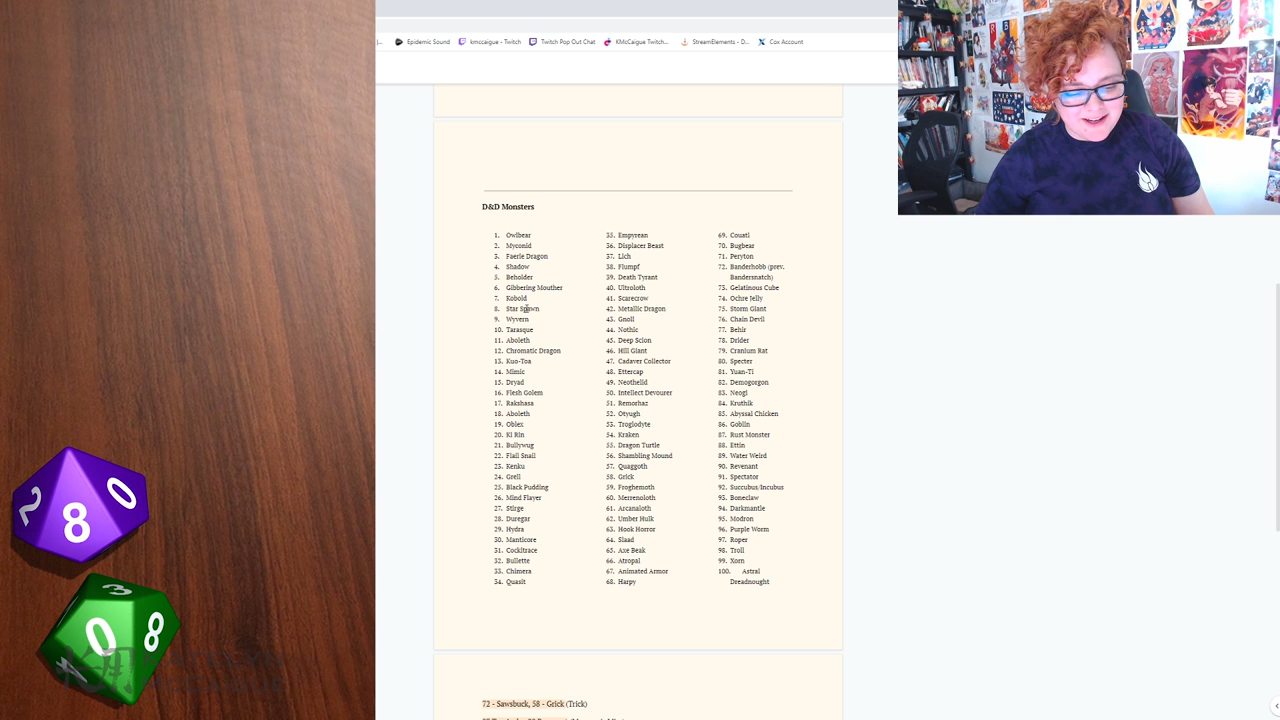 Epidemic Sound
kmccaigue - Twitch
Twitch Pop Out Chat
KMcCaigue Twitch...
StreamElements - D...
Cox Account
D&D Monsters
1. Owlbear
2. Myconid
3. Faerie Dragon
4. Shadow
5. Beholder
6. Gibbering Mouther
7. Kobold
8. Star Spawn
9. Wyvern
10. Tarasque
11. Aboleth
12. Chromatic Dragon
13. Kuo-Toa
14. Mimic
15. Dryad
16. Flesh Golem
17. Rakshasa
18. Aboleth
19. Oblex
20. Ki Rin
21. Bullywug
22. Flail Snail
23. Kenku
24. Grell
25. Black Pudding
26. Mind Flayer
27. Stirge
28. Duregar
29. Hydra
30. Manticore
31. Cockitrace
32. Bullette
33. Chimera
34. Quasit
35. Empyrean
36. Displacer Beast
37. Lich
38. Flumpf
39. Death Tyrant
40. Ultroloth
41. Scarecrow
42. Metallic Dragon
43. Gnoll
44. Nothic
45. Deep Scion
46. Hill Giant
47. Cadaver Collector
48. Ettercap
49. Neothelid
50. Intellect Devourer
51. Remorhaz
52. Otyugh
53. Troglodyte
54. Kraken
55. Dragon Turtle
56. Shambling Mound
57. Quaggoth
58. Grick
59. Froghemoth
60. Merrenoloth
61. Arcanaloth
62. Umber Hulk
63. Hook Horror
64. Slaad
65. Axe Beak
66. Atropal
67. Animated Armor
68. Harpy
69. Couatl
70. Bugbear
71. Peryton
72. Banderhobb (prev.
Bandersnatch)
73. Gelatinous Cube
74. Ochre Jelly
75. Storm Giant
76. Chain Devil
77. Behir
78. Drider
79. Cranium Rat
80. Specter
81. Yuan-Ti
82. Demogorgon
83. Neogi
84. Kruthik
85. Abyssal Chicken
86. Goblin
87. Rust Monster
88. Ettin
89. Water Weird
90. Revenant
91. Spectator
92. Succubus/Incubus
93. Boneclaw
94. Darkmantle
95. Modron
96. Purple Worm
97. Roper
98. Troll
99. Xorn
100. Astral
Dreadnought
72 - Sawsbuck, 58 - Grick (Trick)
2 8 0
3 0 8